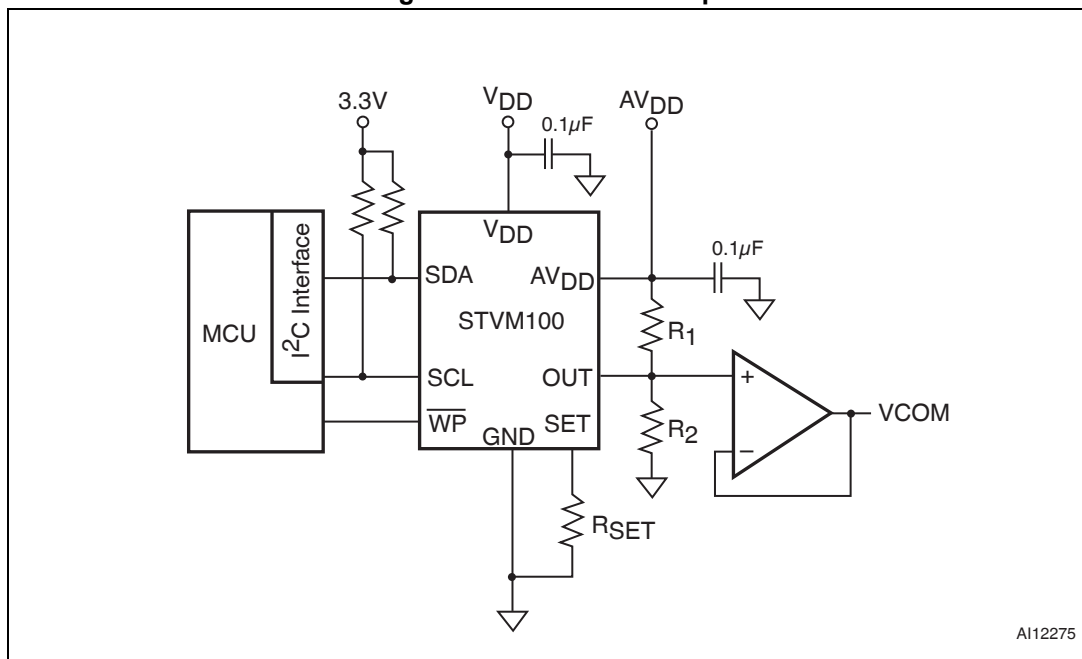 3.3V
VDD
0.1µF
AVDD
VDD
0.1µF
SDA
AVDD
I2C Interface
MCU
STVM100
R1
SCL
OUT
+
VCOM
WP
SET
GND
R2
−
RSET
AI12275